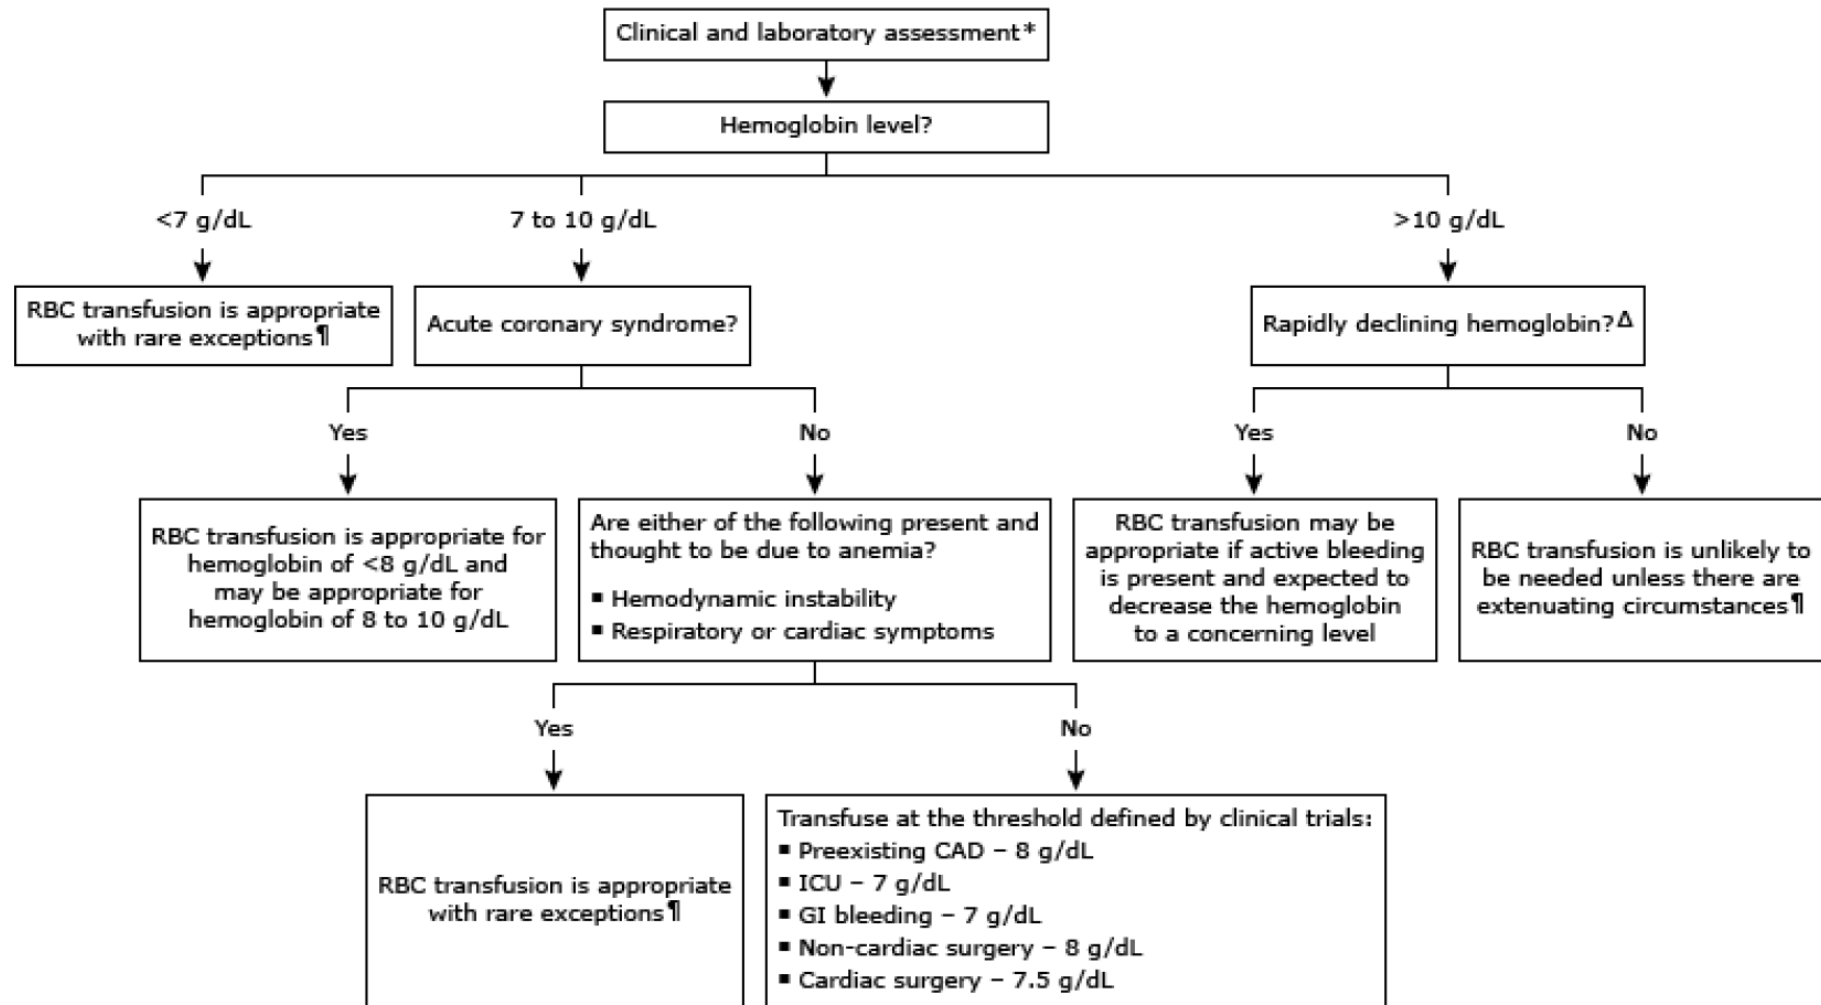 Clinical and laboratory assessment*
Hemoglobin level?
<7 g/dL
7 to 10 g/dL
>10 g/dL
RBC transfusion is appropriate
with rare exceptions¶
Acute coronary syndrome?
Rapidly declining hemoglobin?Δ
Yes
No
Yes
No
RBC transfusion is appropriate for
hemoglobin of <8 g/dL and
may be appropriate for
hemoglobin of 8 to 10 g/dL
Are either of the following present and
thought to be due to anemia?
▪ Hemodynamic instability
▪ Respiratory or cardiac symptoms
RBC transfusion may be
appropriate if active bleeding
is present and expected to
decrease the hemoglobin
to a concerning level
RBC transfusion is unlikely to
be needed unless there are
extenuating circumstances¶
Yes
No
RBC transfusion is appropriate
with rare exceptions¶
Transfuse at the threshold defined by clinical trials:
▪ Preexisting CAD – 8 g/dL
▪ ICU – 7 g/dL
▪ GI bleeding – 7 g/dL
▪ Non-cardiac surgery – 8 g/dL
▪ Cardiac surgery – 7.5 g/dL